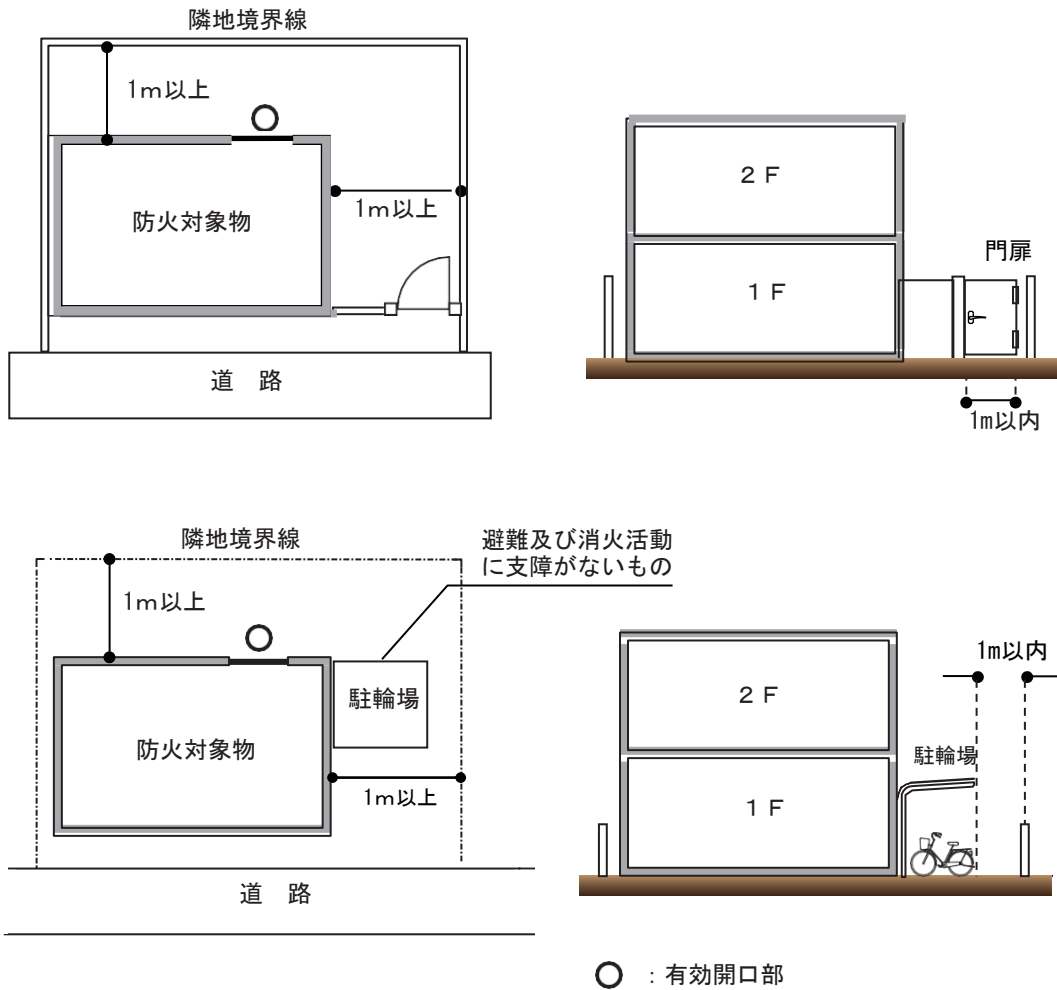 隣地境界線
1m以上
防火対象物
1m以上
道　路
２Ｆ
１Ｆ
門扉
1m以内
隣地境界線
避難及び消火活動
に支障がないもの
1m以上
駐輪場
防火対象物
1m以上
道　路
1m以内
２Ｆ
駐輪場
１Ｆ
：有効開口部